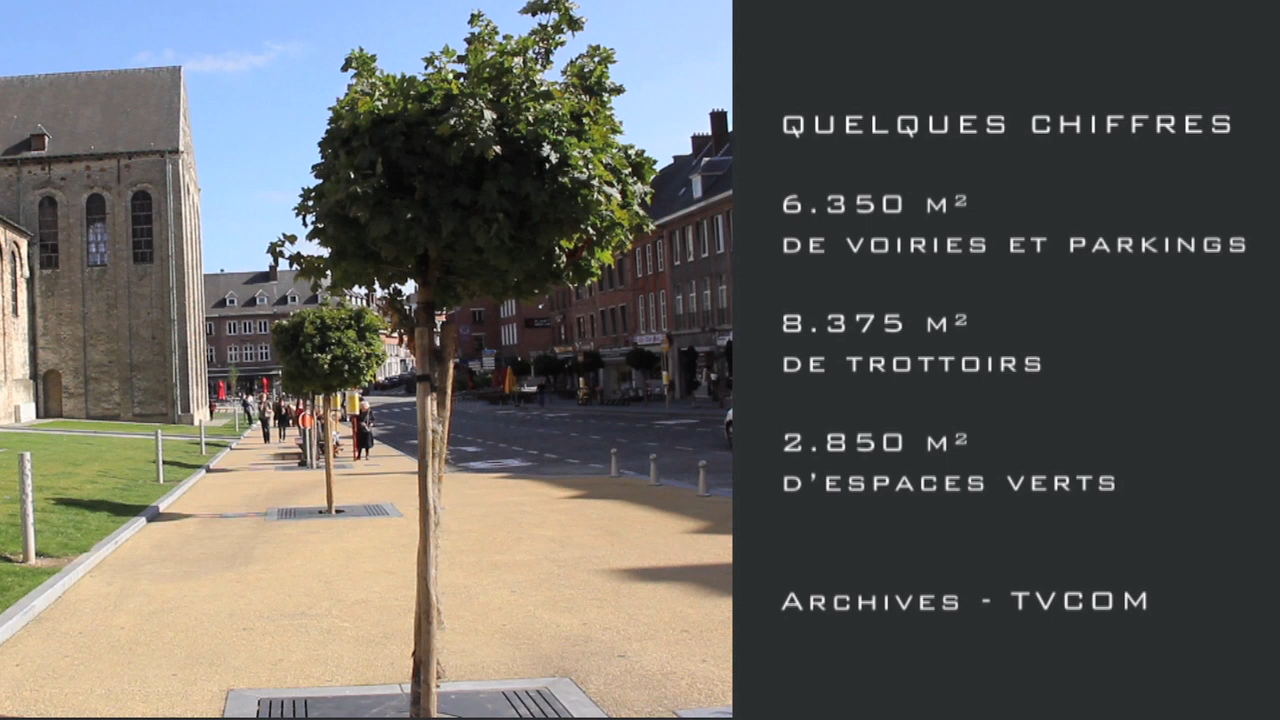 QUELQUES CHIFFRES
6.350 M²
DE VOIRIES ET PARKINGS
8.375 M²
DE TROTTOIRS
2.850 M²
D'ESPACES VERTS
ARCHIVES - TVCOM